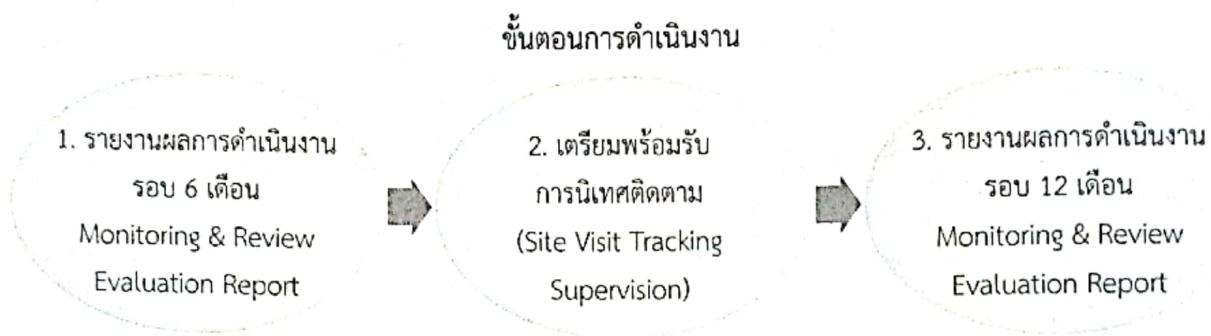 ขั้นตอนการดำเนินงาน
1. รายงานผลการดำเนินงาน
รอบ 6 เดือน
Monitoring & Review
Evaluation Report
2. เตรียมพร้อมรับ
การนิเทศติดตาม
(Site Visit Tracking
Supervision)
3. รายงานผลการดำเนินงาน
รอบ 12 เดือน
Monitoring & Review
Evaluation Report